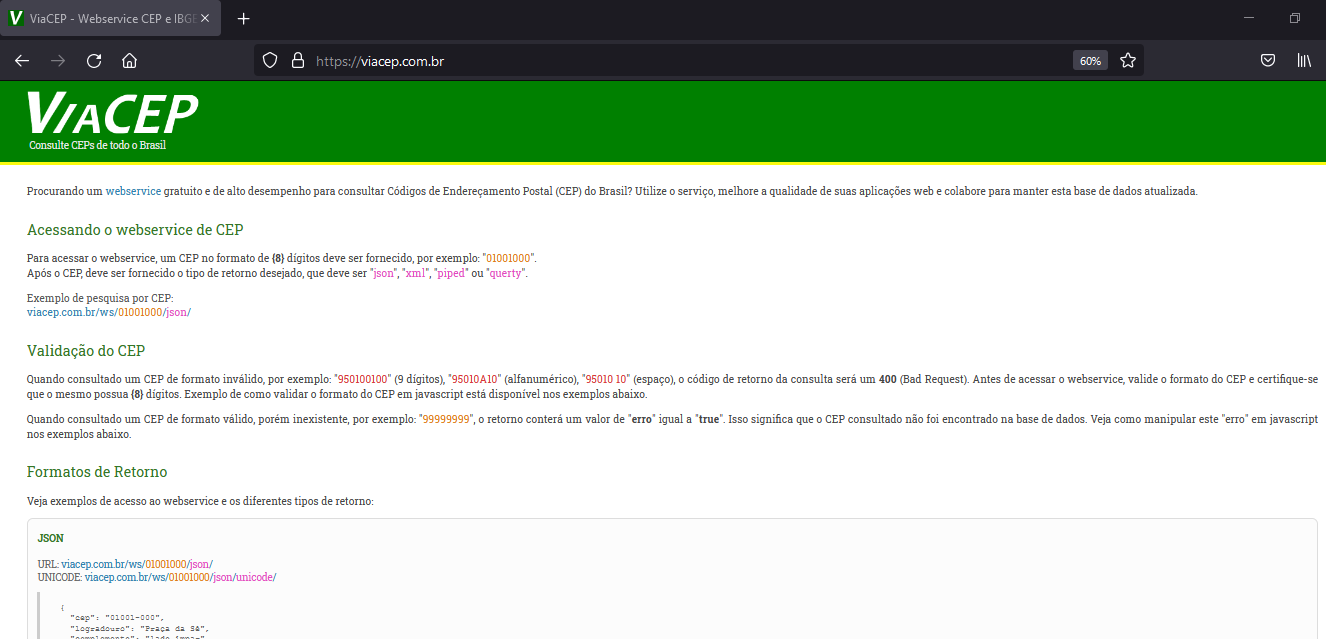 ViaCEP - Webservice CEP e IBGE
https://viacep.com.br
60%
VIACEP
Consulte CEPs de todo o Brasil
Procurando um webservice gratuito e de alto desempenho para consultar Códigos de Endereçamento Postal (CEP) do Brasil? Utilize o serviço, melhore a qualidade de suas aplicações web e colabore para manter esta base de dados atualizada.
Acessando o webservice de CEP
Para acessar o webservice, um CEP no formato de {8} dígitos deve ser fornecido, por exemplo: "01001000".
Após o CEP, deve ser fornecido o tipo de retorno desejado, que deve ser "json", "xml", "piped" ou "querty".
Exemplo de pesquisa por CEP:
viacep.com.br/ws/01001000/json/
Validação do CEP
Quando consultado um CEP de formato inválido, por exemplo: "950100100" (9 dígitos), "95010A10" (alfanumérico), "95010 10" (espaço), o código de retorno da consulta será um 400 (Bad Request). Antes de acessar o webservice, valide o formato do CEP e certifique-se
que o mesmo possua {8} dígitos. Exemplo de como validar o formato do CEP em javascript está disponível nos exemplos abaixo.
Quando consultado um CEP de formato válido, porém inexistente, por exemplo: "99999999", o retorno conterá um valor de "erro" igual a "true". Isso significa que o CEP consultado não foi encontrado na base de dados. Veja como manipular este "erro" em javascript
nos exemplos abaixo.
Formatos de Retorno
Veja exemplos de acesso ao webservice e os diferentes tipos de retorno:
JSON
URL: viacep.com.br/ws/01001000/json/
UNICODE: viacep.com.br/ws/01001000/json/unicode/
{
"cep": "01001-000",
"logradouro": "Praça da Sé",
"complemento": "lado ímpar",